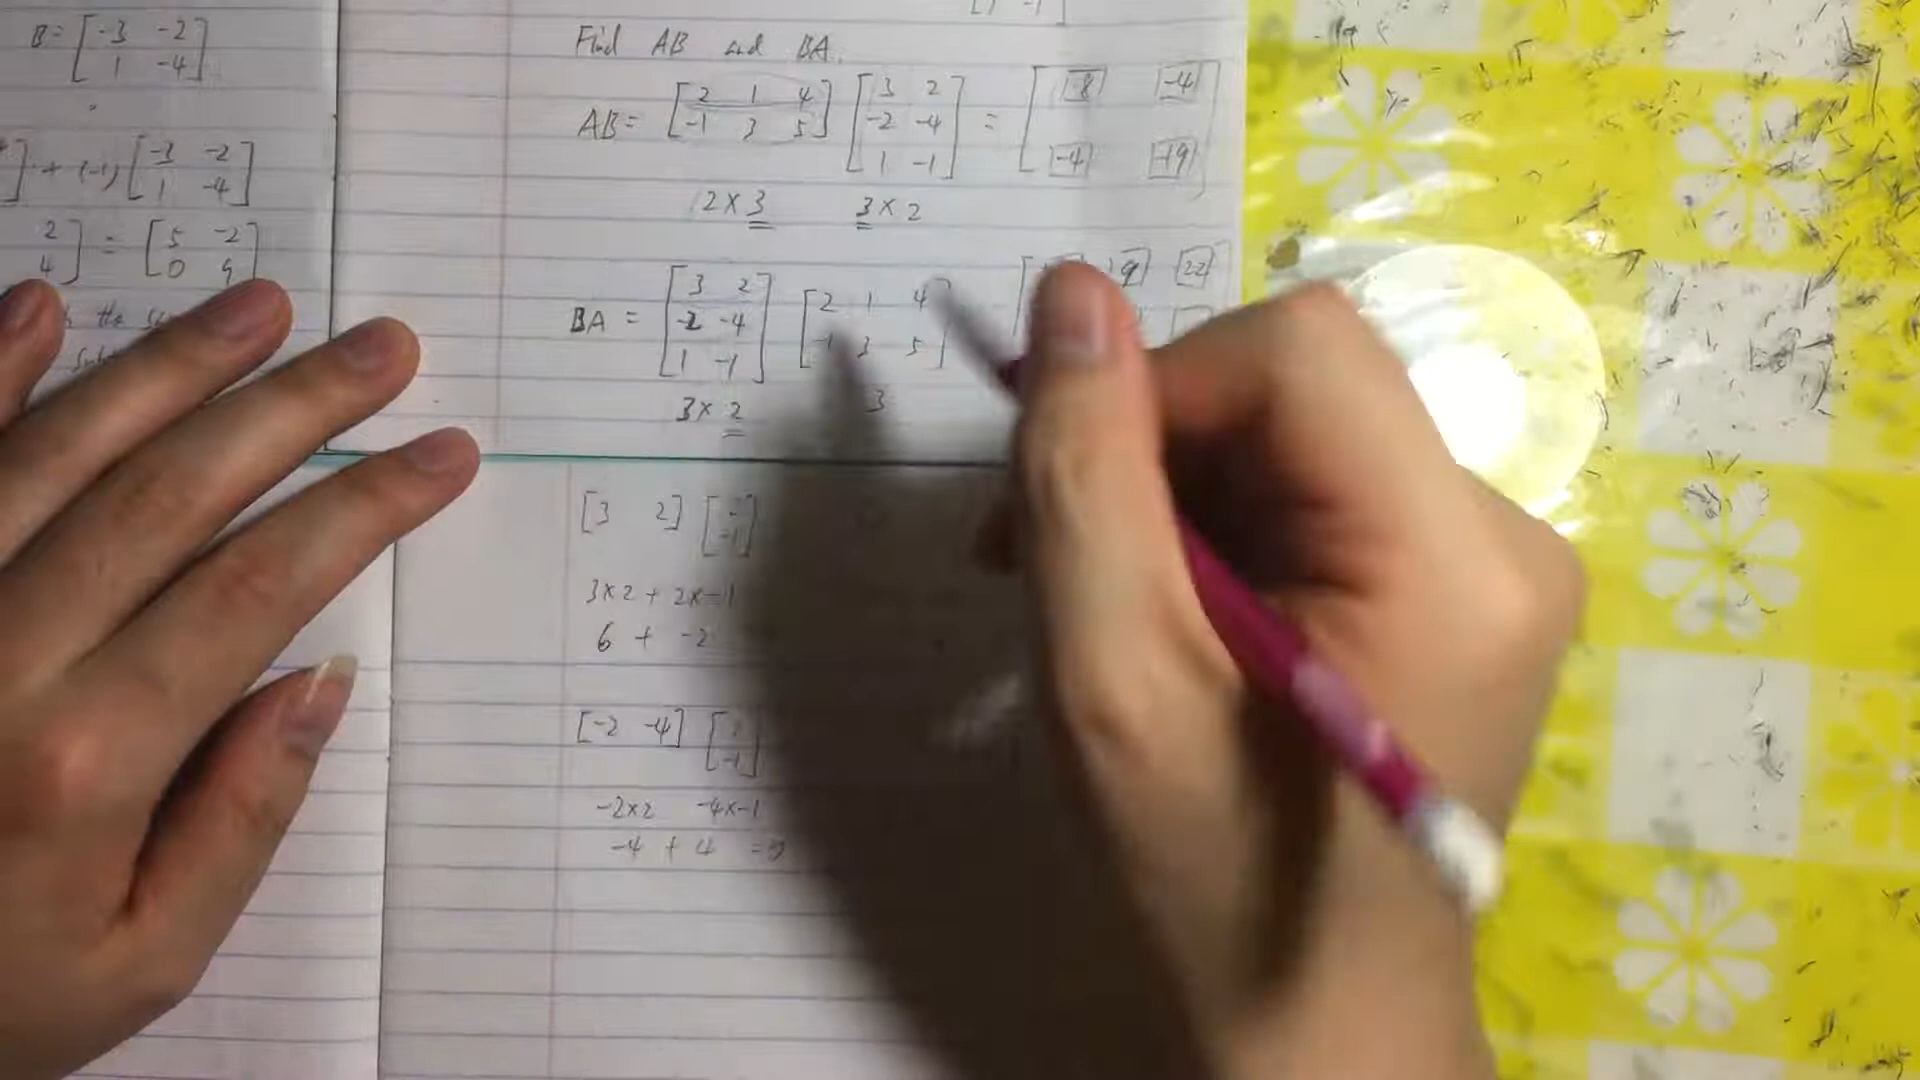 B= [-3 -2
1 -4]
+ (-1) [-3 -2
1 -4]
2
4] = [5 -2
0 9]
the
[1 -1]
Find AB and BA.
AB= [2 1 4
-1 3 5] [3 2
-2 -4
1 -1] = [8 -4
-4 -19]
2×3 3×2
BA = [3 2
-2 -4
1 -1] [2 1 4
-1 3 5] [ 9 22
3×2 3
[3 2] [
-1]
3×2 + 2×-1
6 + -2
[-2 -4] [2
-1]
-2×2 -4×-1
-4 + 4 =0